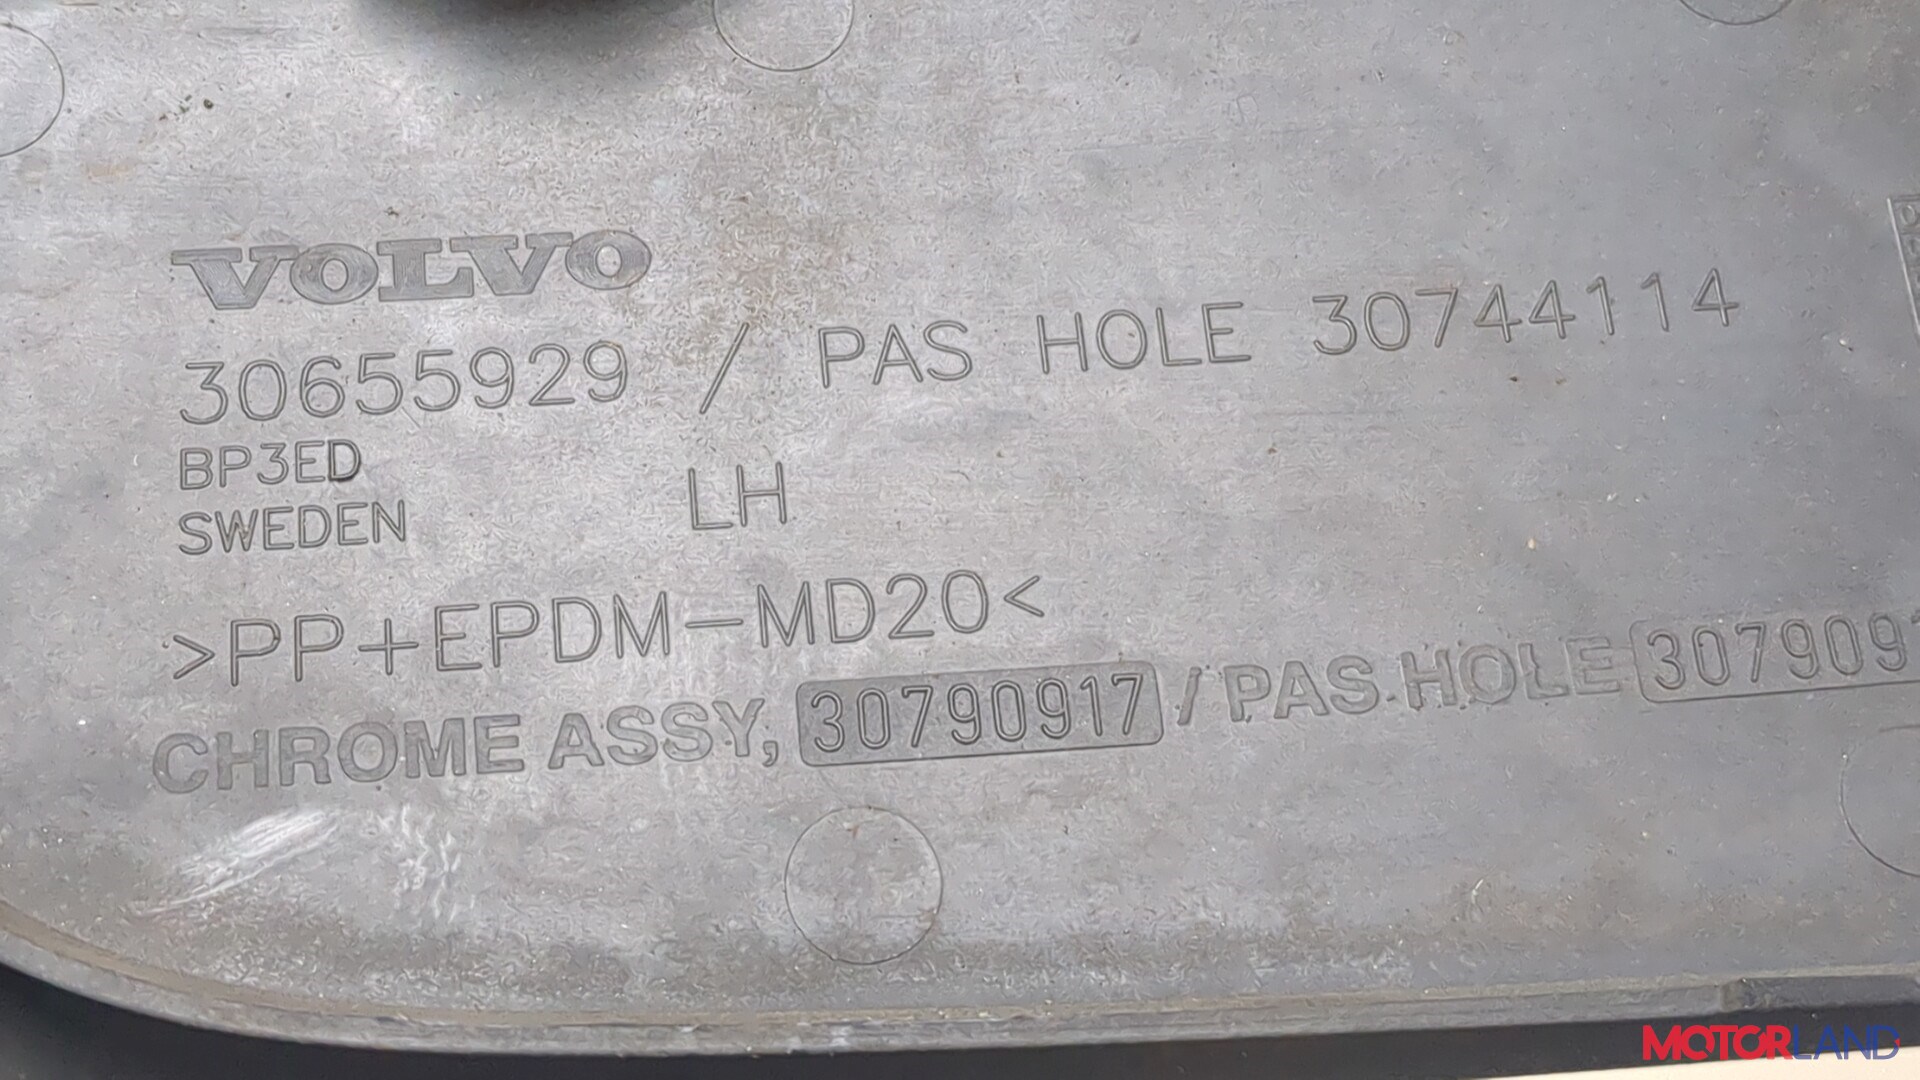 VOLVO
30655929 / PAS HOLE 30744114
BP3ED
SWEDEN LH
>PP+EPDM-MD20<
CHROME ASSY, 30790917 / PAS HOLE
MOTORLAND